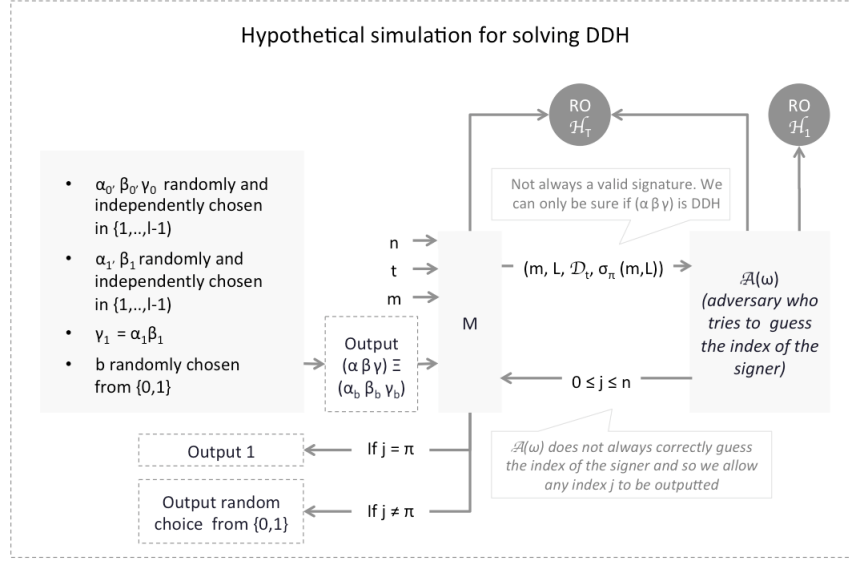 Hypothetical simulation for solving DDH
RO
ℋT
RO
ℋ1
• α0, β0, γ0 randomly and
independently chosen
in {1,..,l-1)
• α1, β1 randomly and
independently chosen
in {1,..,l-1)
• γ1 = α1β1
• b randomly chosen
from {0,1}
Output
(α β γ) Ξ
(αb βb γb)
n
t
m
M
Not always a valid signature. We
can only be sure if (α β γ) is DDH
(m, L, 𝒟t, σπ (m,L))
𝒜(ω)
(adversary who
tries to guess
the index of the
signer)
0 ≤ j ≤ n
𝒜(ω) does not always correctly guess
the index of the signer and so we allow
any index j to be outputted
If j = π
Output 1
If j ≠ π
Output random
choice from {0,1}